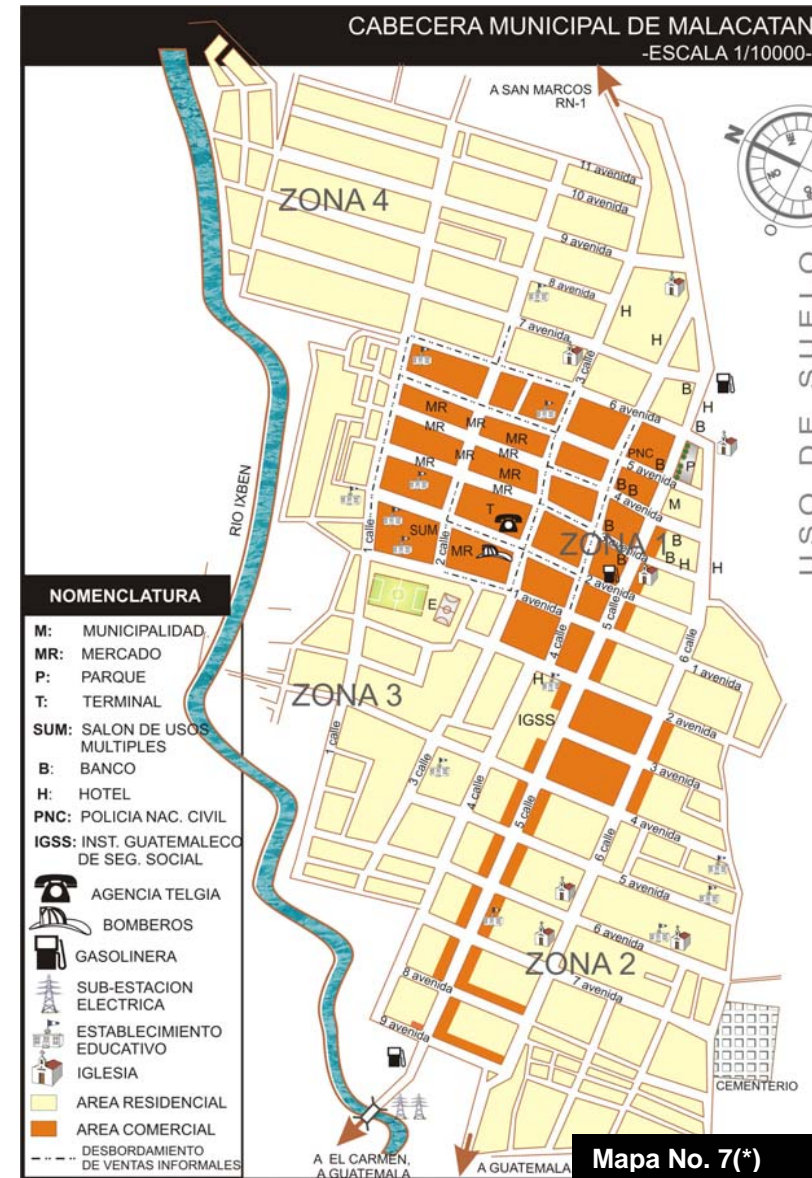 CABECERA MUNICIPAL DE MALACATAN
-ESCALA 1/10000-
A SAN MARCOS
RN-1
N
NE
NO
O
USO DE SUELO
11 avenida
10 avenida
9 avenida
8 avenida
7 avenida
ZONA 4
H
H
3 calle
6 avenida
B
H
B
PNC
B
5 avenida
P
MR
MR
MR
MR
MR
MR
MR
MR
MR
B
B
4 avenida
M
T
B
SUM
1 calle
2 calle
MR
ZONA 1
B
B
B
H
H
2 avenida
1 avenida
5 calle
E
4 calle
6 calle
1 avenida
RIO IXBEN
ZONA 3
H
IGSS
2 avenida
3 avenida
1 calle
3 calle
4 calle
5 calle
6 calle
4 avenida
5 avenida
6 avenida
ZONA 2
7 avenida
8 avenida
9 avenida
CEMENTERIO
A EL CARMEN,
A GUATEMALA
A GUATEMALA
NOMENCLATURA
M: MUNICIPALIDAD
MR: MERCADO
P: PARQUE
T: TERMINAL
SUM: SALON DE USOS
MULTIPLES
B: BANCO
H: HOTEL
PNC: POLICIA NAC. CIVIL
IGSS: INST. GUATEMALECO
DE SEG. SOCIAL
AGENCIA TELGIA
BOMBEROS
GASOLINERA
SUB-ESTACION
ELECTRICA
ESTABLECIMIENTO
EDUCATIVO
IGLESIA
AREA RESIDENCIAL
AREA COMERCIAL
DESBORDAMIENTO
DE VENTAS INFORMALES
Mapa No. 7(*)